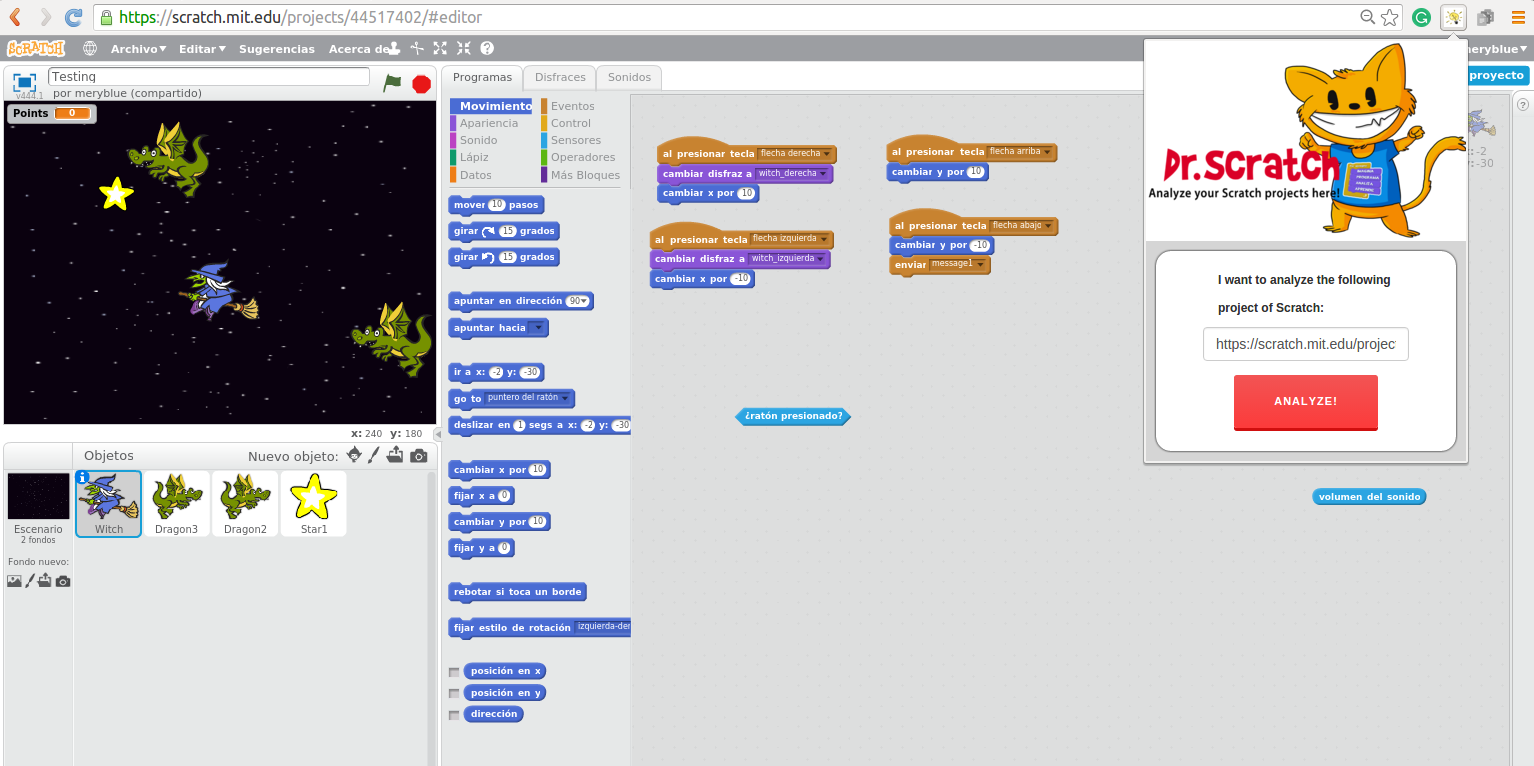 https://scratch.mit.edu/projects/44517402/#editor
SCRATCH
Archivo▾ Editar▾ Sugerencias Acerca de
meryblue▾
Testing
por meryblue (compartido)
v444.1
Points 0
Programas Disfraces Sonidos
proyecto
Movimiento Eventos
Apariencia Control
Sonido Sensores
Lápiz Operadores
Datos Más Bloques
mover 10 pasos
girar 15 grados
girar 15 grados
apuntar en dirección 90▾
apuntar hacia
ir a x: -2 y: -30
go to puntero del ratón
deslizar en 1 segs a x: -2 y: -30
cambiar x por 10
fijar x a 0
cambiar y por 10
fijar y a 0
rebotar si toca un borde
fijar estilo de rotación izquierda-der
posición en x
posición en y
dirección
al presionar tecla flecha derecha
cambiar disfraz a witch_derecha
cambiar x por 10
al presionar tecla flecha izquierda
cambiar disfraz a witch_izquierda
cambiar x por -10
al presionar tecla flecha arriba
cambiar y por 10
al presionar tecla flecha abajo
cambiar y por -10
enviar message1
¿ratón presionado?
volumen del sonido
: -2
: -30
x: 240 y: 180
Objetos Nuevo objeto:
Escenario
2 fondos
Fondo nuevo:
Witch Dragon3 Dragon2 Star1
Dr.Scratch
Analyze your Scratch projects here!
I want to analyze the following
project of Scratch:
https://scratch.mit.edu/projec
ANALYZE!